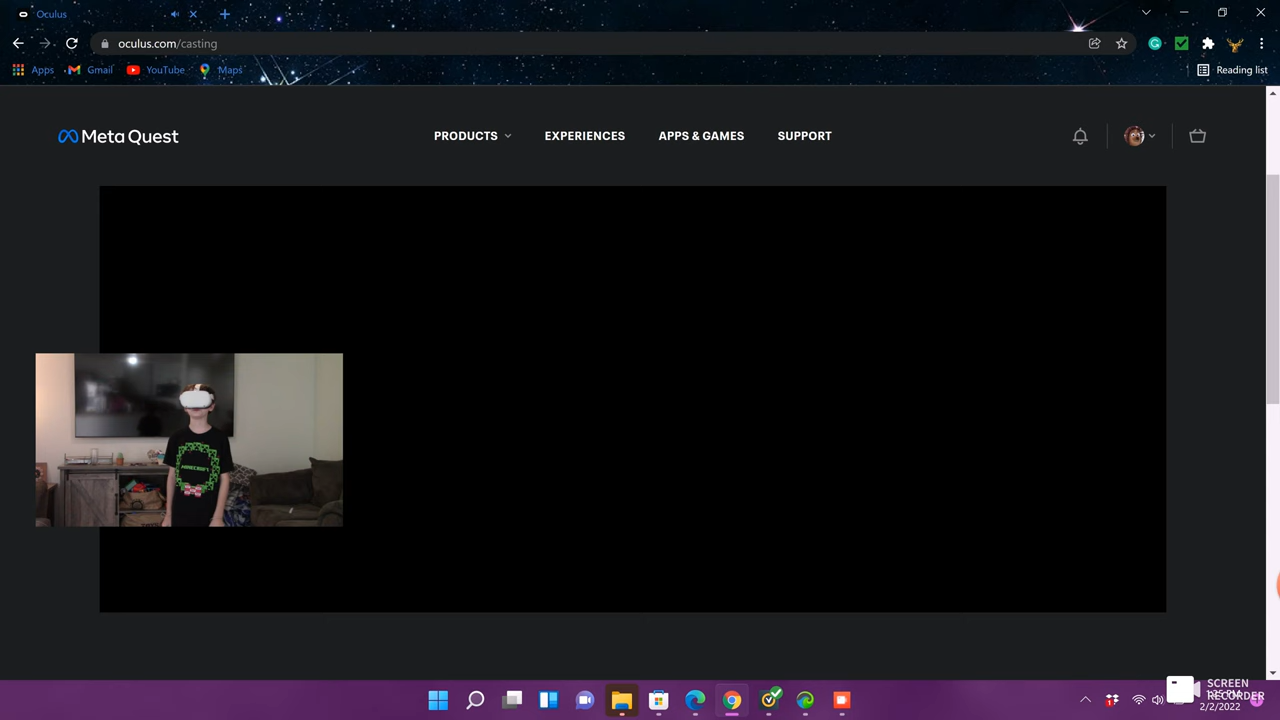 Oculus
oculus.com/casting
Apps
Gmail
YouTube
Maps
Reading list
Meta Quest
PRODUCTS
EXPERIENCES
APPS & GAMES
SUPPORT
MINECRAFT
SCREEN
RECORDER
2/2/2022